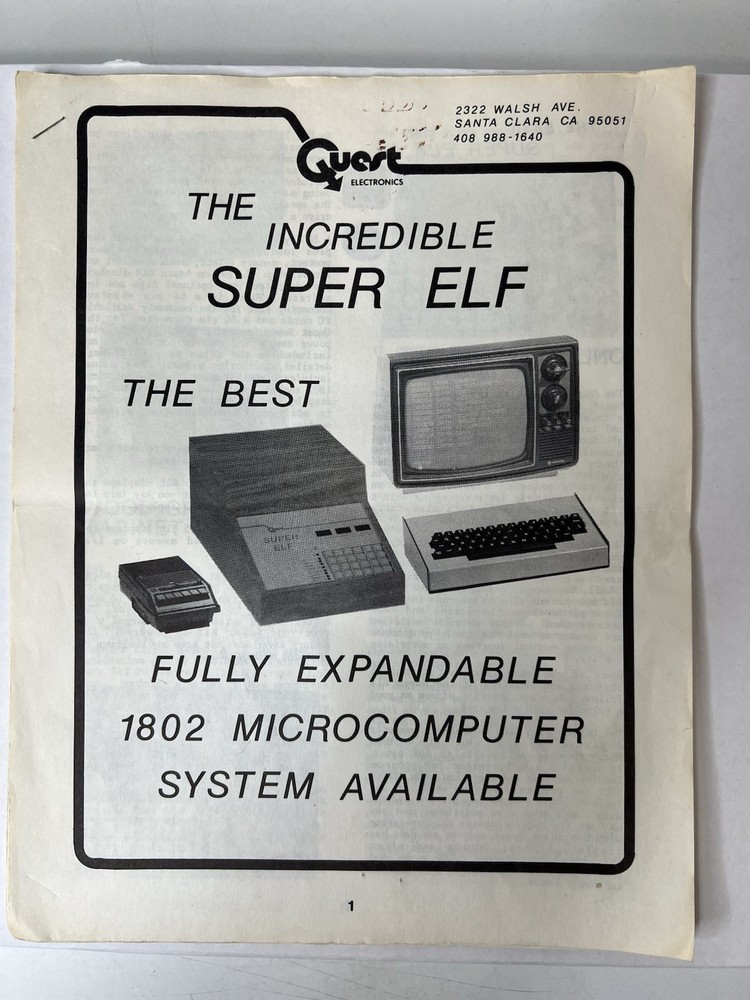 2322 WALSH AVE.
SANTA CLARA CA 95051
408 988-1640
Quest
ELECTRONICS
THE
INCREDIBLE
SUPER ELF
THE BEST
SUPER
ELF
FULLY EXPANDABLE
1802 MICROCOMPUTER
SYSTEM AVAILABLE
1